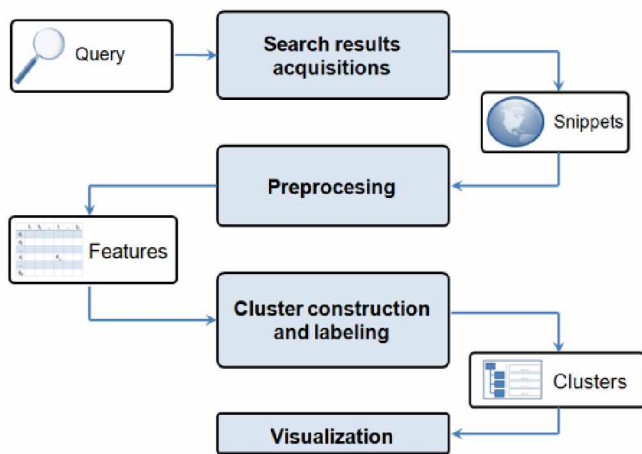 Query
Search results
acquisitions
Snippets
Preprocesing
Features
Cluster construction
and labeling
Clusters
Visualization